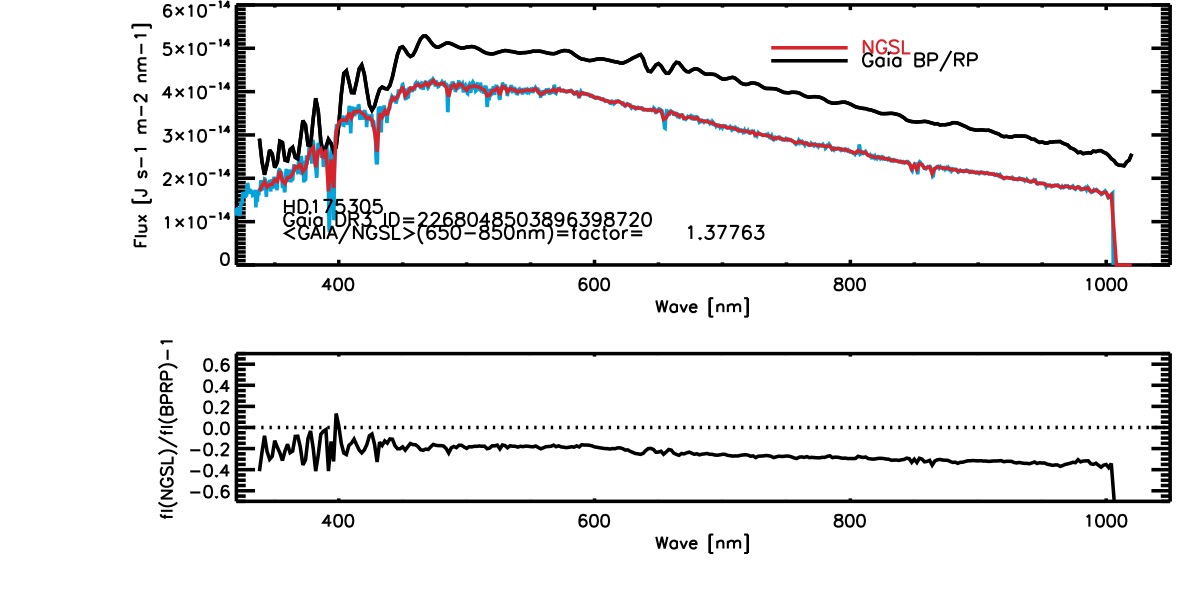 6×10⁻¹⁴
5×10⁻¹⁴
4×10⁻¹⁴
3×10⁻¹⁴
2×10⁻¹⁴
1×10⁻¹⁴
0
Flux [J s−1 m−2 nm−1]
NGSL
Gaia BP/RP
HD175305
Gaia DR3 ID=2268048503896398720
<GAIA/NGSL>(650−850nm)=factor= 1.37763
400 600 800 1000
Wave [nm]
0.6
0.4
0.2
0.0
−0.2
−0.4
−0.6
fl(NGSL)/fl(BPRP)−1
400 600 800 1000
Wave [nm]